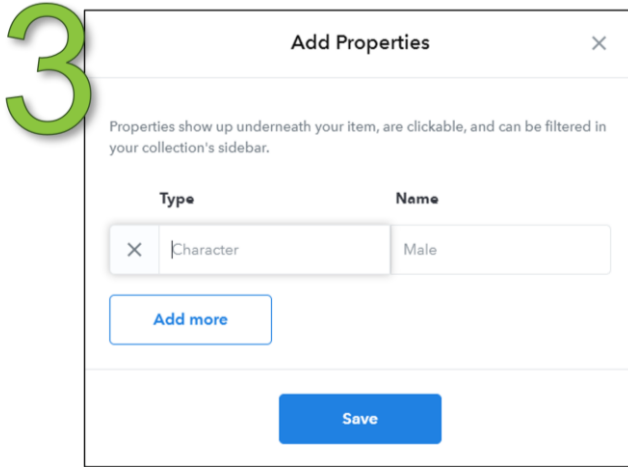 3
Add Properties
Properties show up underneath your item, are clickable, and can be filtered in
your collection's sidebar.
Type Name
Character Male
Add more
Save